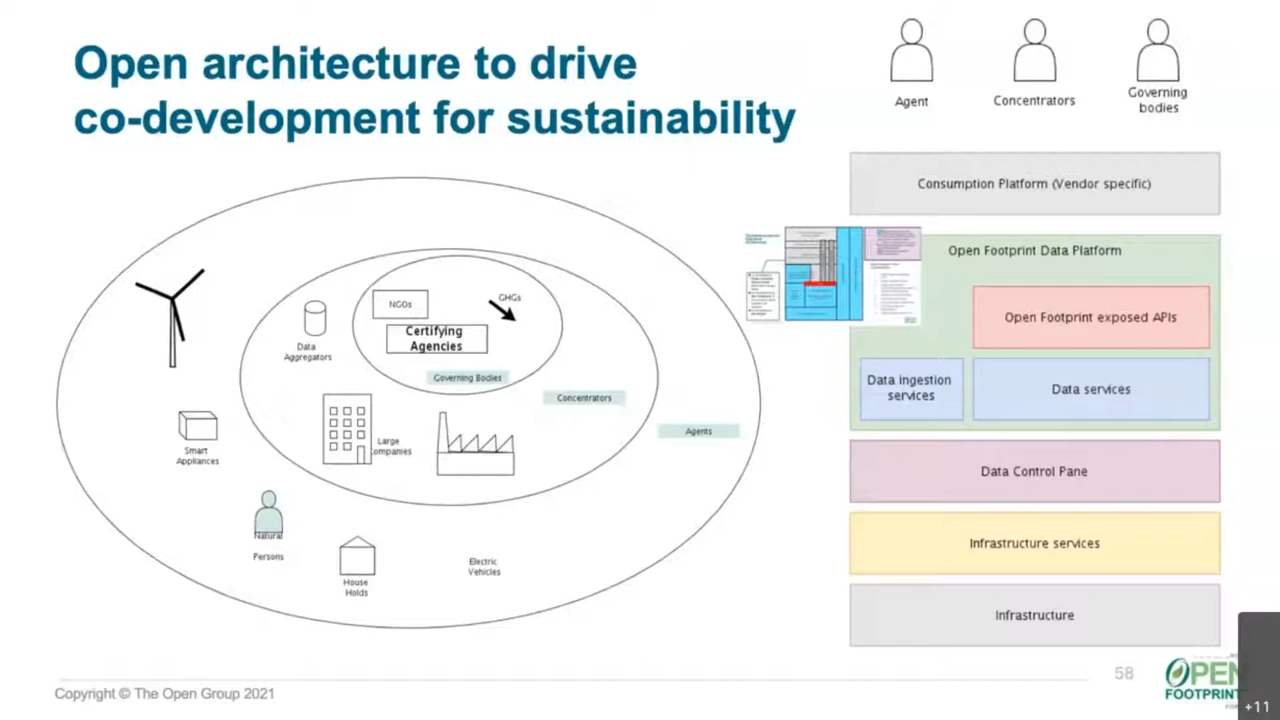 Open architecture to drive
co-development for sustainability
Agent
Concentrators
Governing
bodies
Consumption Platform (Vendor specific)
Open Footprint Data Platform
Open Footprint exposed APIs
Data ingestion
services
Data services
Data Control Pane
Infrastructure services
Infrastructure
NGOs
GHGs
Certifying
Agencies
Data
Aggregators
Governing Bodies
Concentrators
Agents
Large
companies
Smart
Appliances
Natural
Persons
House
Holds
Electric
Vehicles
58
Copyright © The Open Group 2021
OPEN
FOOTPRINT
+11